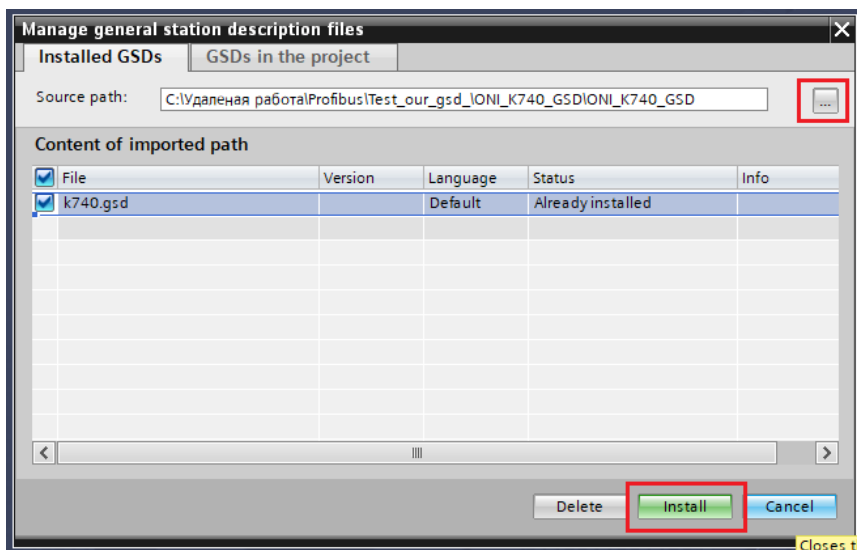 Manage general station description files
Installed GSDs GSDs in the project
Source path: C:\Удаленая работа\Profibus\Test_our_gsd_\ONI_K740_GSD\ONI_K740_GSD ...
Content of imported path
File Version Language Status Info
k740.gsd Default Already installed
Delete Install Cancel
Closes t